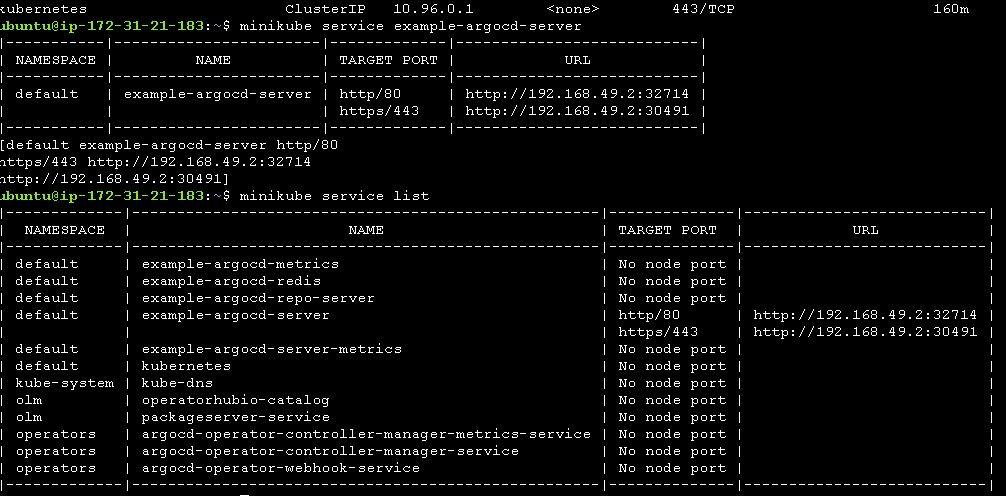 kubernetes ClusterIP 10.96.0.1 <none> 443/TCP 160m
ubuntu@ip-172-31-21-183:~$ minikube service example-argocd-server
|-----------|-----------------------|-------------|---------------------------|
| NAMESPACE | NAME | TARGET PORT | URL |
|-----------|-----------------------|-------------|---------------------------|
| default | example-argocd-server | http/80 | http://192.168.49.2:32714 |
| | | https/443 | http://192.168.49.2:30491 |
|-----------|-----------------------|-------------|---------------------------|
[default example-argocd-server http/80
https/443 http://192.168.49.2:32714
http://192.168.49.2:30491]
ubuntu@ip-172-31-21-183:~$ minikube service list
|-------------|----------------------------------------------------|--------------|---------------------------|
| NAMESPACE | NAME | TARGET PORT | URL |
|-------------|----------------------------------------------------|--------------|---------------------------|
| default | example-argocd-metrics | No node port |
| default | example-argocd-redis | No node port |
| default | example-argocd-repo-server | No node port |
| default | example-argocd-server | http/80 | http://192.168.49.2:32714 |
| | | https/443 | http://192.168.49.2:30491 |
| default | example-argocd-server-metrics | No node port |
| default | kubernetes | No node port |
| kube-system | kube-dns | No node port |
| olm | operatorhubio-catalog | No node port |
| olm | packageserver-service | No node port |
| operators | argocd-operator-controller-manager-metrics-service | No node port |
| operators | argocd-operator-controller-manager-service | No node port |
| operators | argocd-operator-webhook-service | No node port |
|-------------|----------------------------------------------------|--------------|---------------------------|